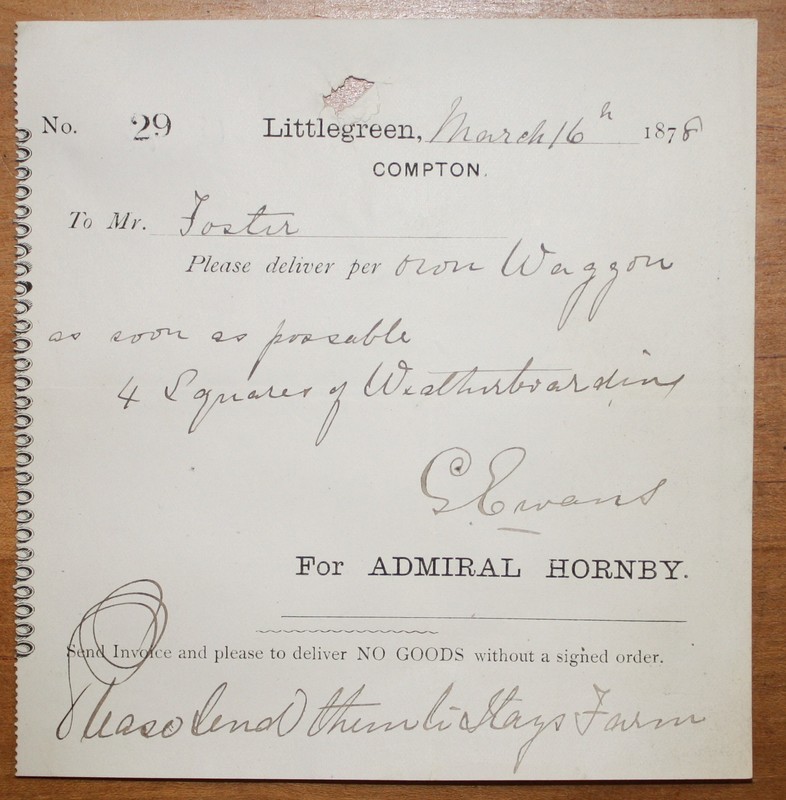 No. 29 Littlegreen, March 16th 1878
COMPTON.
To Mr. Foster
Please deliver per own Waggon
as soon as possable
4 Squares of Weatherboarding
G. Ewans
For ADMIRAL HORNBY.
Send Invoice and please to deliver NO GOODS without a signed order.
Please send them to Farm